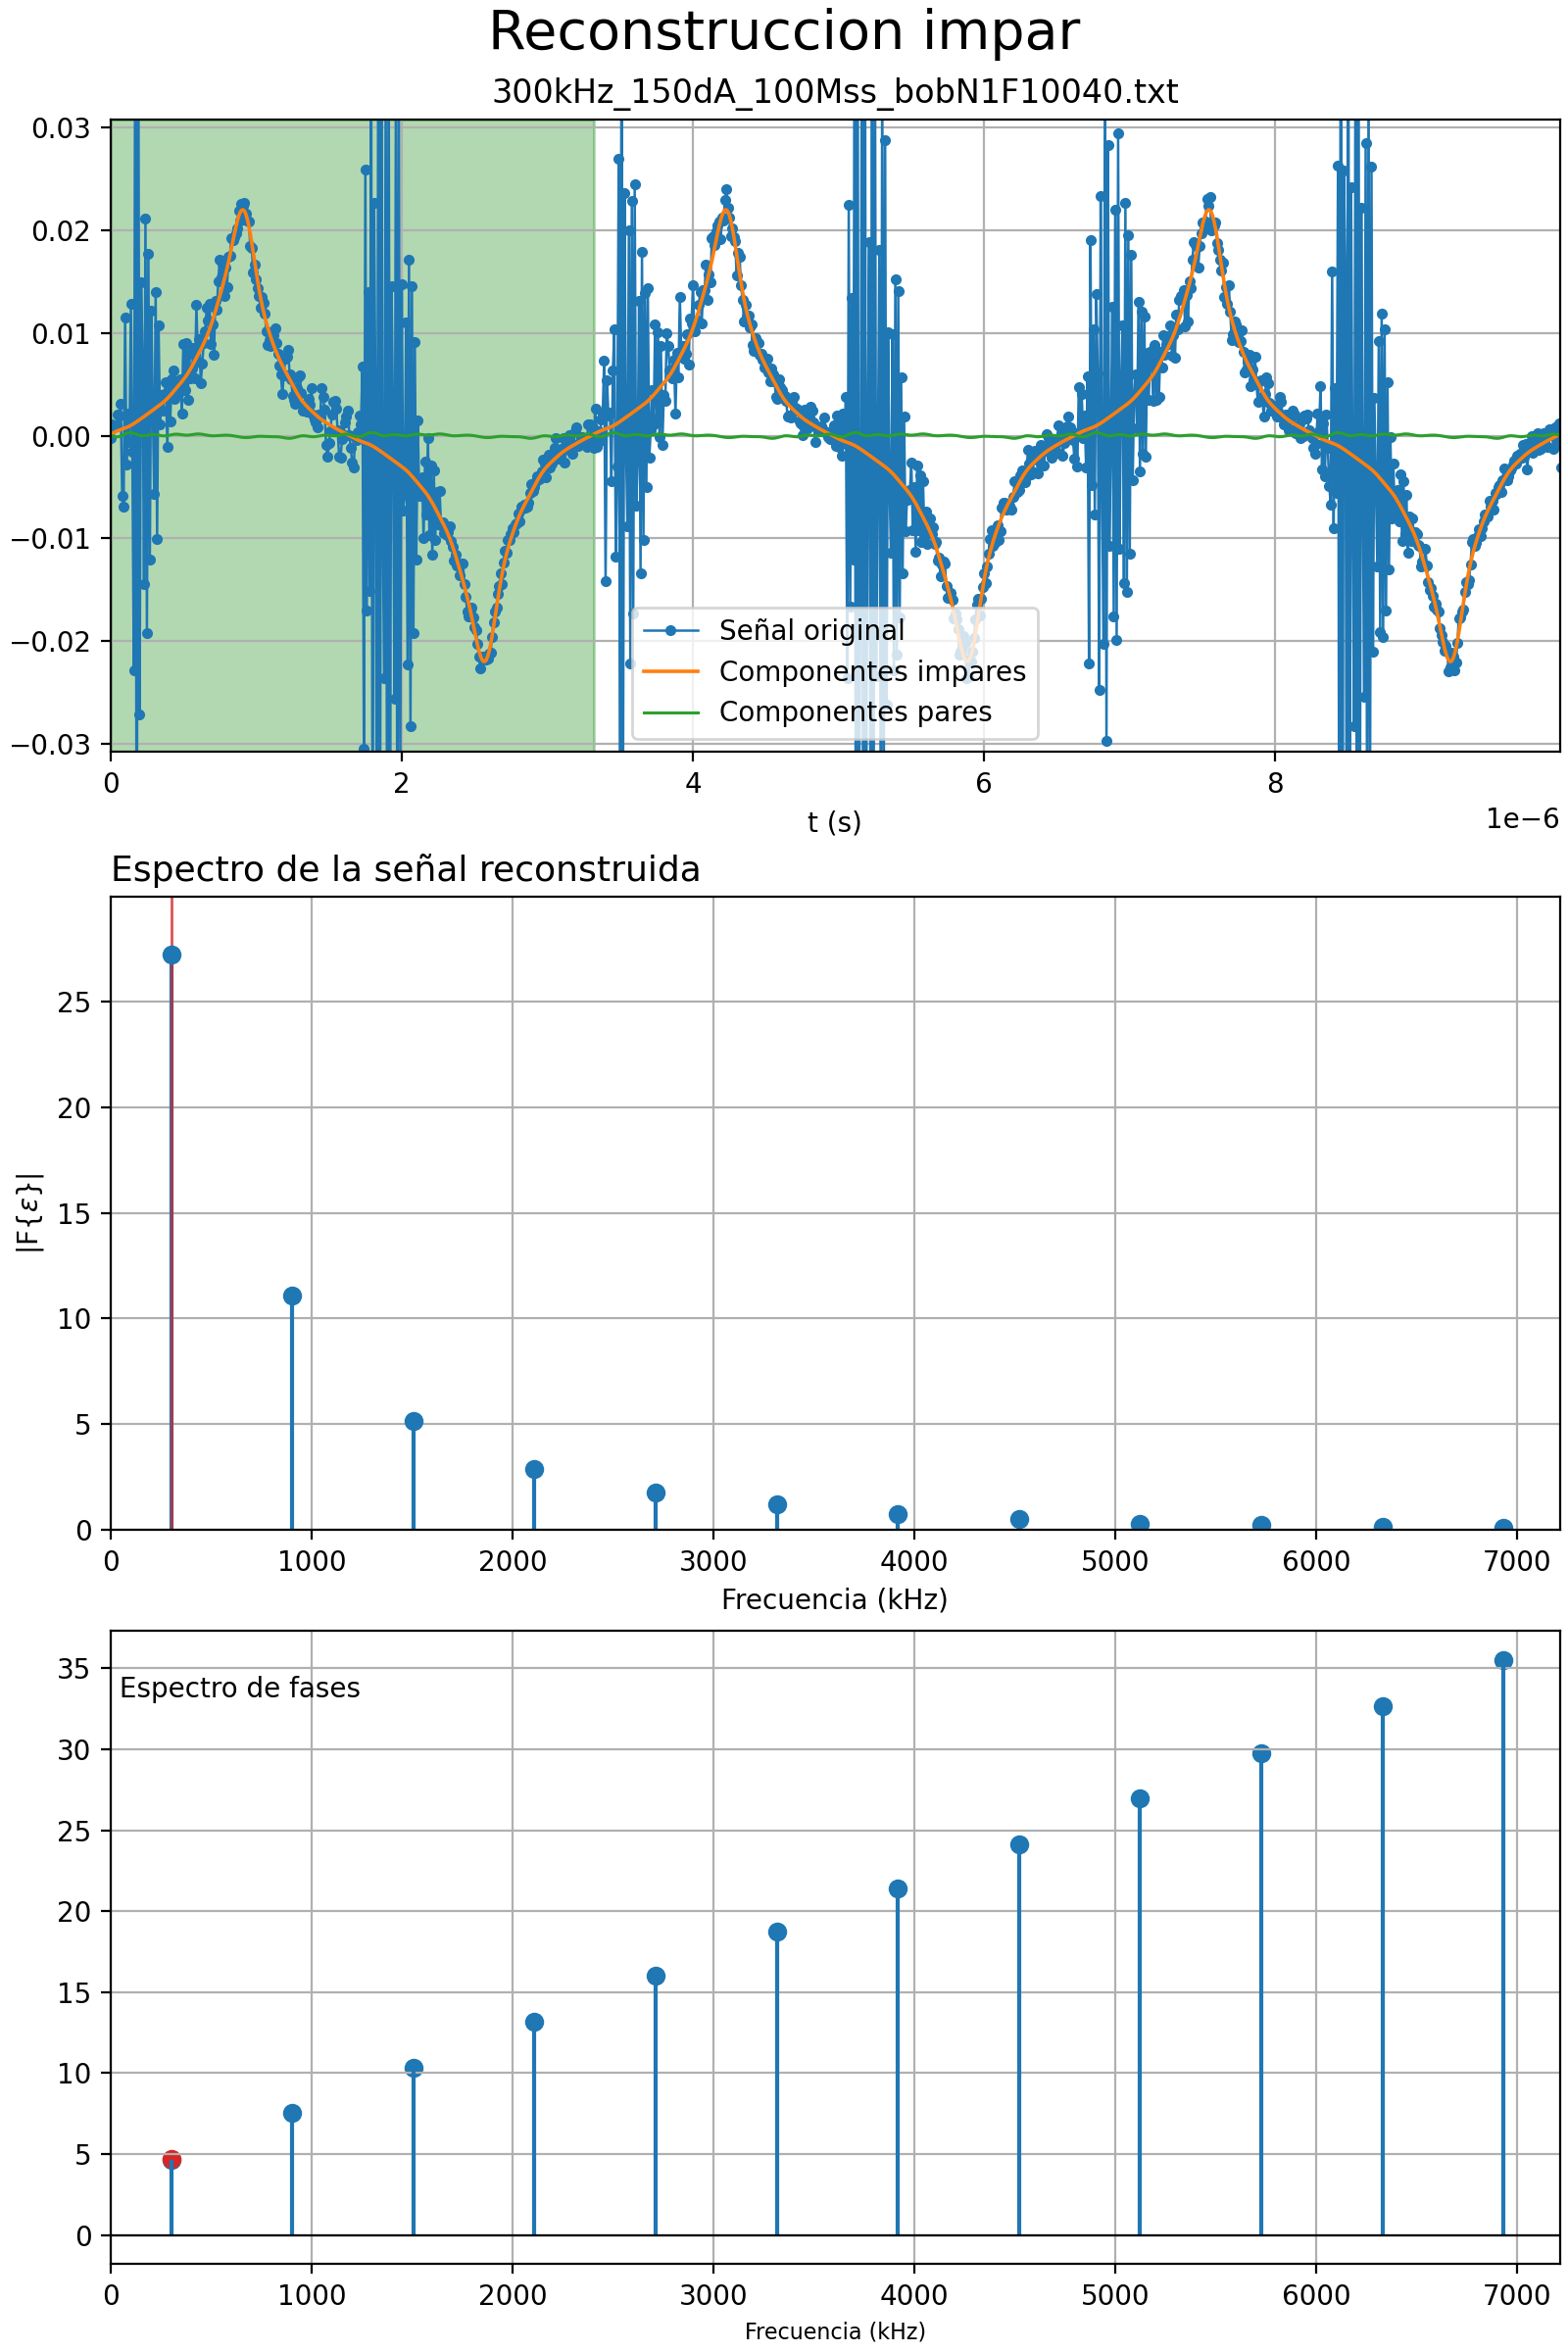 Reconstruccion impar
300kHz_150dA_100Mss_bobN1F10040.txt
0.03
0.02
0.01
0.00
−0.01
−0.02
−0.03
Señal original
Componentes impares
Componentes pares
0 2 4 6 8
t (s)
1e−6
Espectro de la señal reconstruida
25
20
15
10
5
0
|F{ε}|
0 1000 2000 3000 4000 5000 6000 7000
Frecuencia (kHz)
Espectro de fases
35
30
25
20
15
10
5
0
0 1000 2000 3000 4000 5000 6000 7000
Frecuencia (kHz)